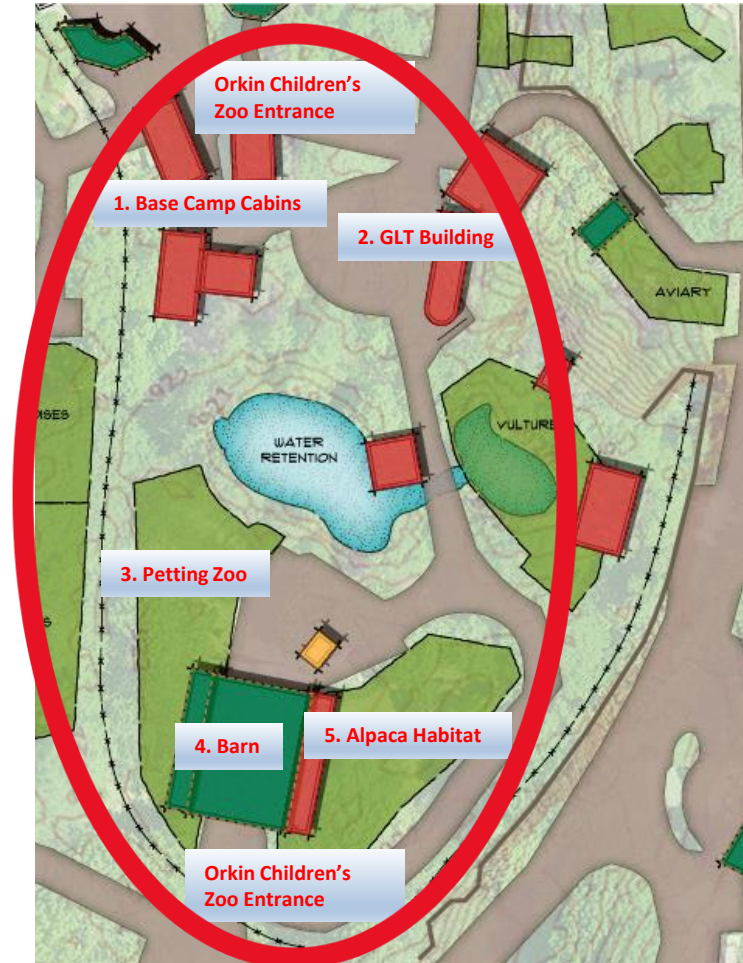 Orkin Children’s
Zoo Entrance
1. Base Camp Cabins
2. GLT Building
AVIARY
VULTURE
WATER
RETENTION
3. Petting Zoo
4. Barn
5. Alpaca Habitat
Orkin Children’s
Zoo Entrance